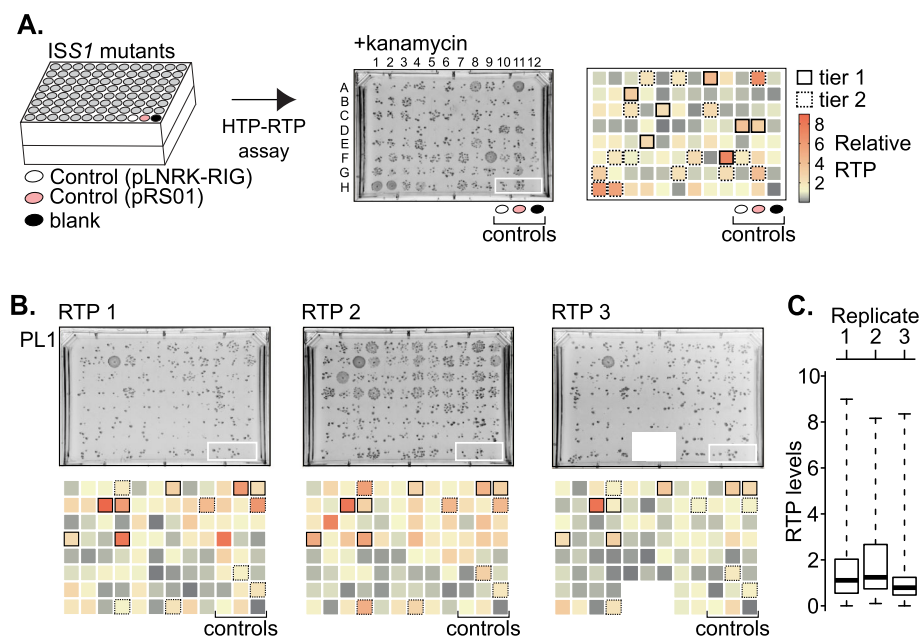 A.
ISS1 mutants
HTP-RTP
assay
Control (pLNRK-RIG)
Control (pRS01)
blank
+kanamycin
1 2 3 4 5 6 7 8 9 10 11 12
A
B
C
D
E
F
G
H
controls
controls
tier 1
tier 2
8
6
4
2
Relative
RTP
B.
RTP 1
RTP 2
RTP 3
PL1
controls
controls
controls
C.
Replicate
1 2 3
RTP levels
10
8
6
4
2
0